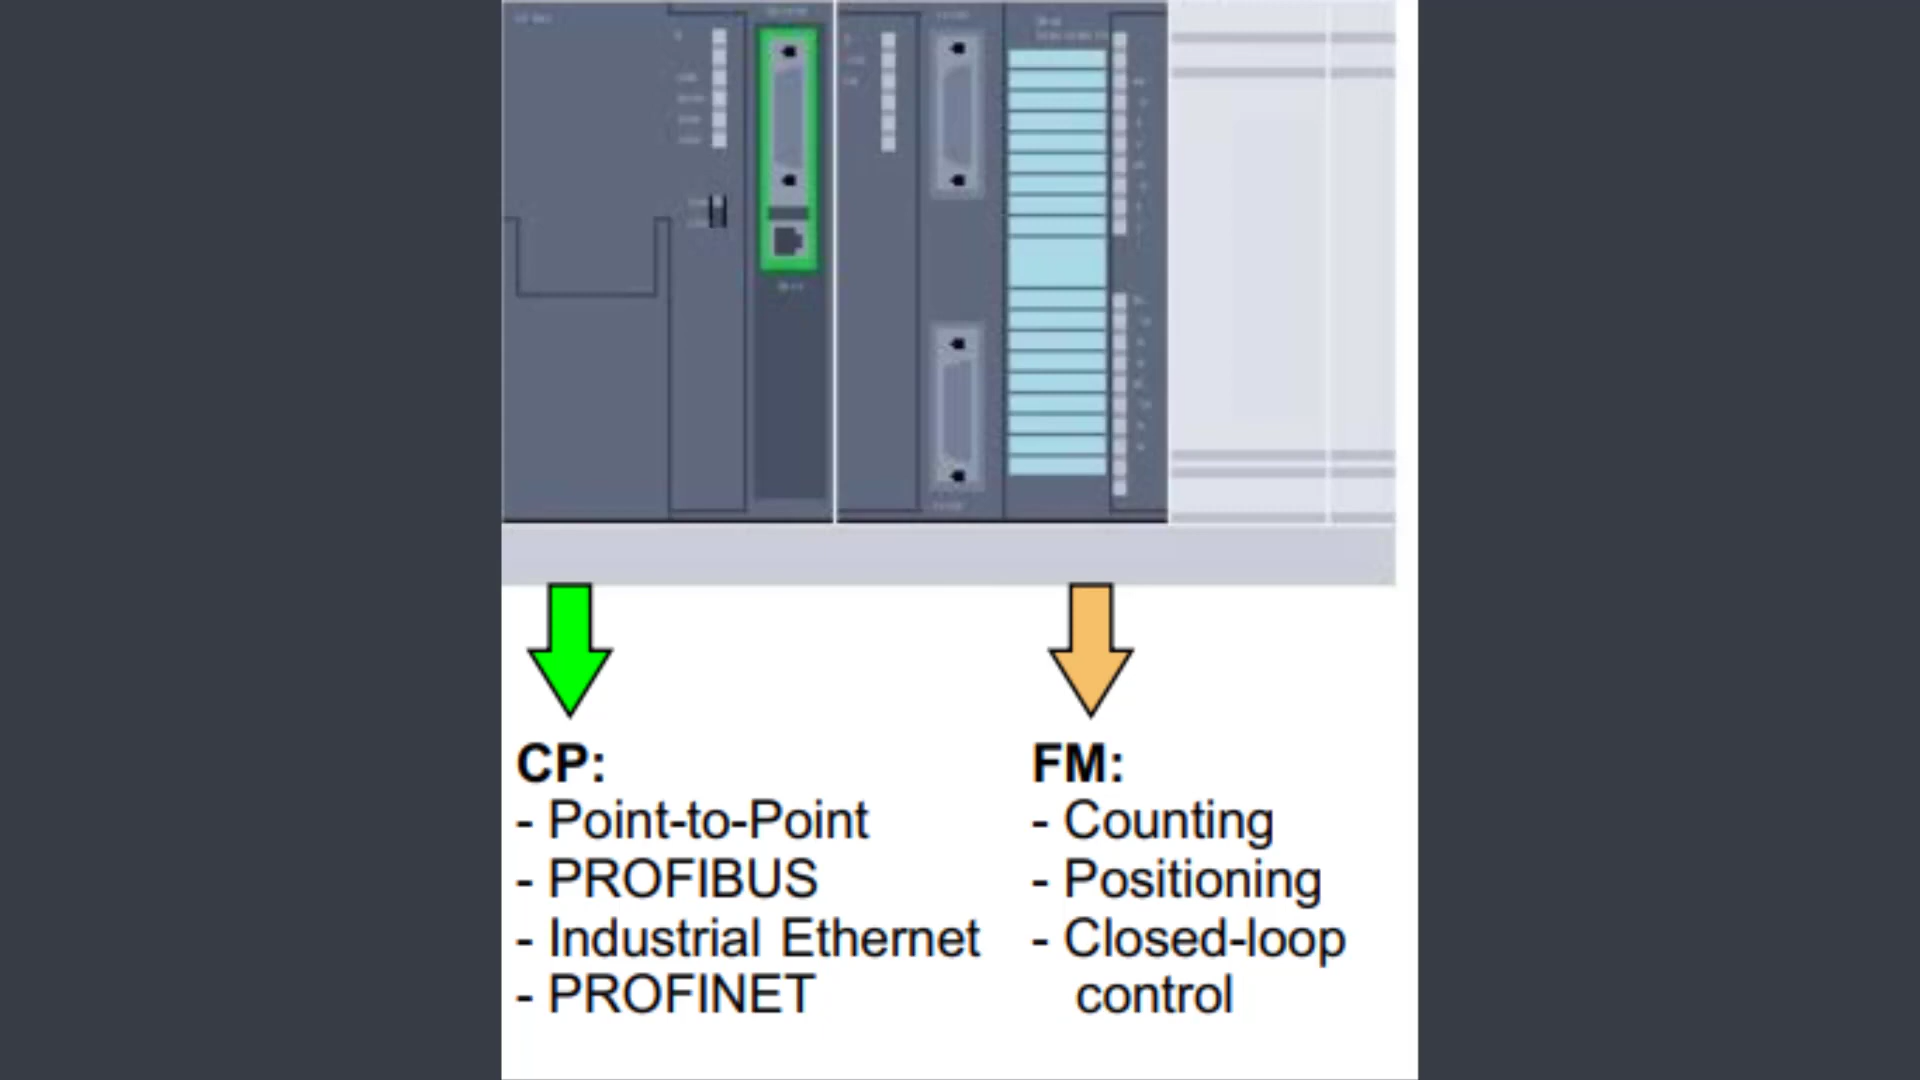 CP:
- Point-to-Point
- PROFIBUS
- Industrial Ethernet
- PROFINET
FM:
- Counting
- Positioning
- Closed-loop
control